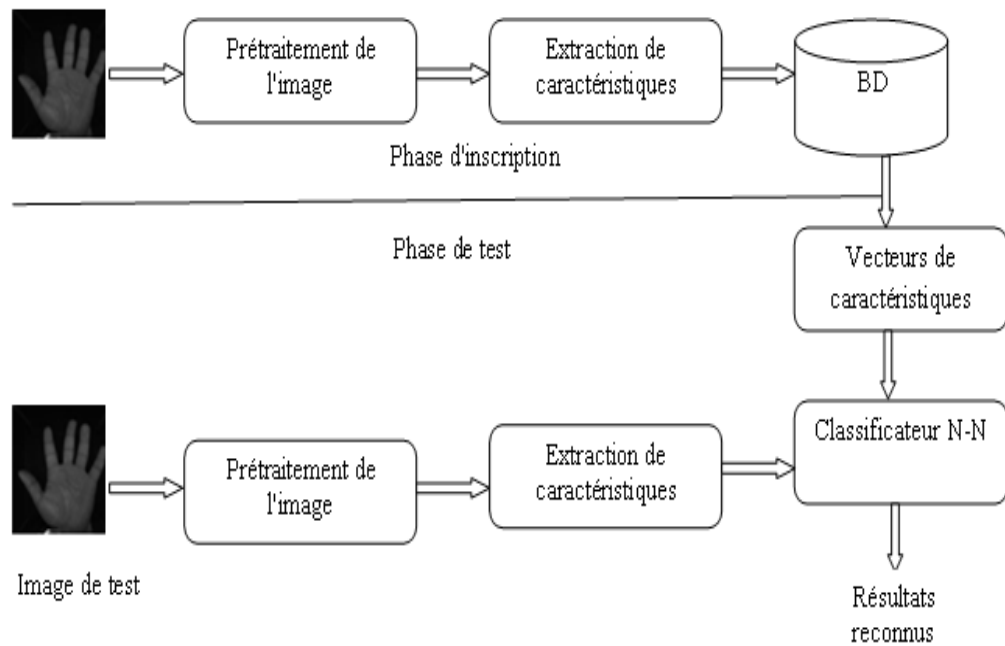 Prétraitement de
l'image
Extraction de
caractéristiques
BD
Phase d'inscription
Phase de test
Vecteurs de
caractéristiques
Prétraitement de
l'image
Extraction de
caractéristiques
Classificateur N-N
Image de test
Résultats
reconnus